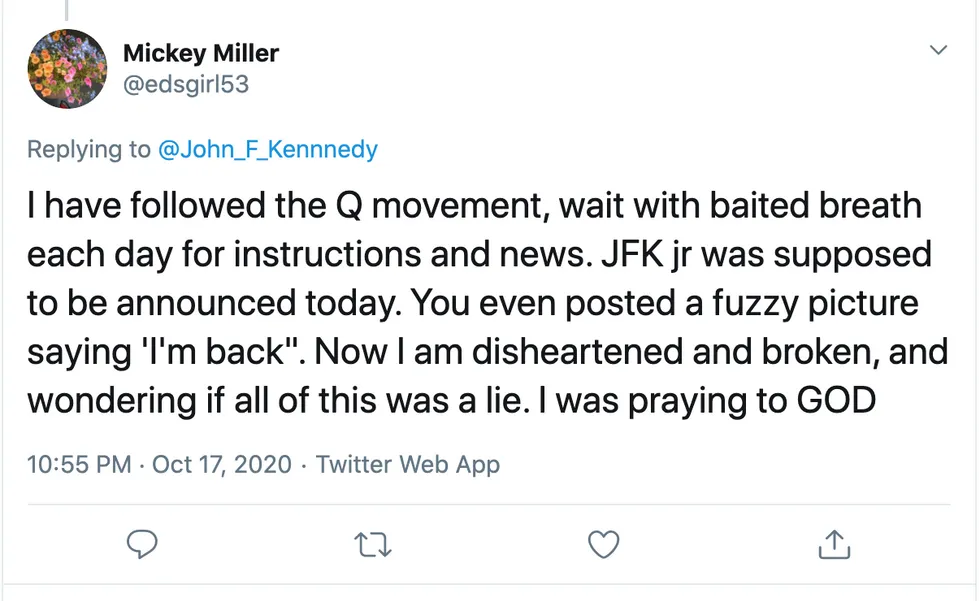 Mickey Miller
@edsgirl53
Replying to @John_F_Kennnedy
I have followed the Q movement, wait with baited breath
each day for instructions and news. JFK jr was supposed
to be announced today. You even posted a fuzzy picture
saying 'I'm back". Now I am disheartened and broken, and
wondering if all of this was a lie. I was praying to GOD
10:55 PM · Oct 17, 2020 · Twitter Web App